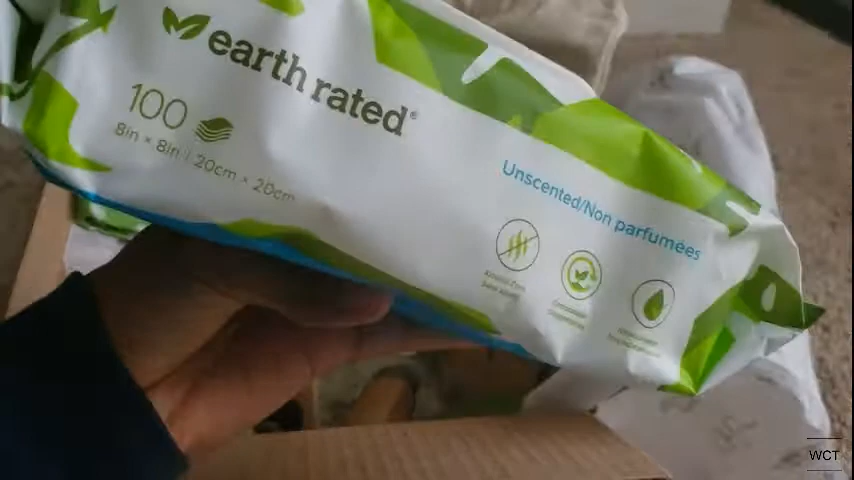 earth rated®
100
8in × 8in | 20cm × 20cm
Unscented/Non parfumées
WCT